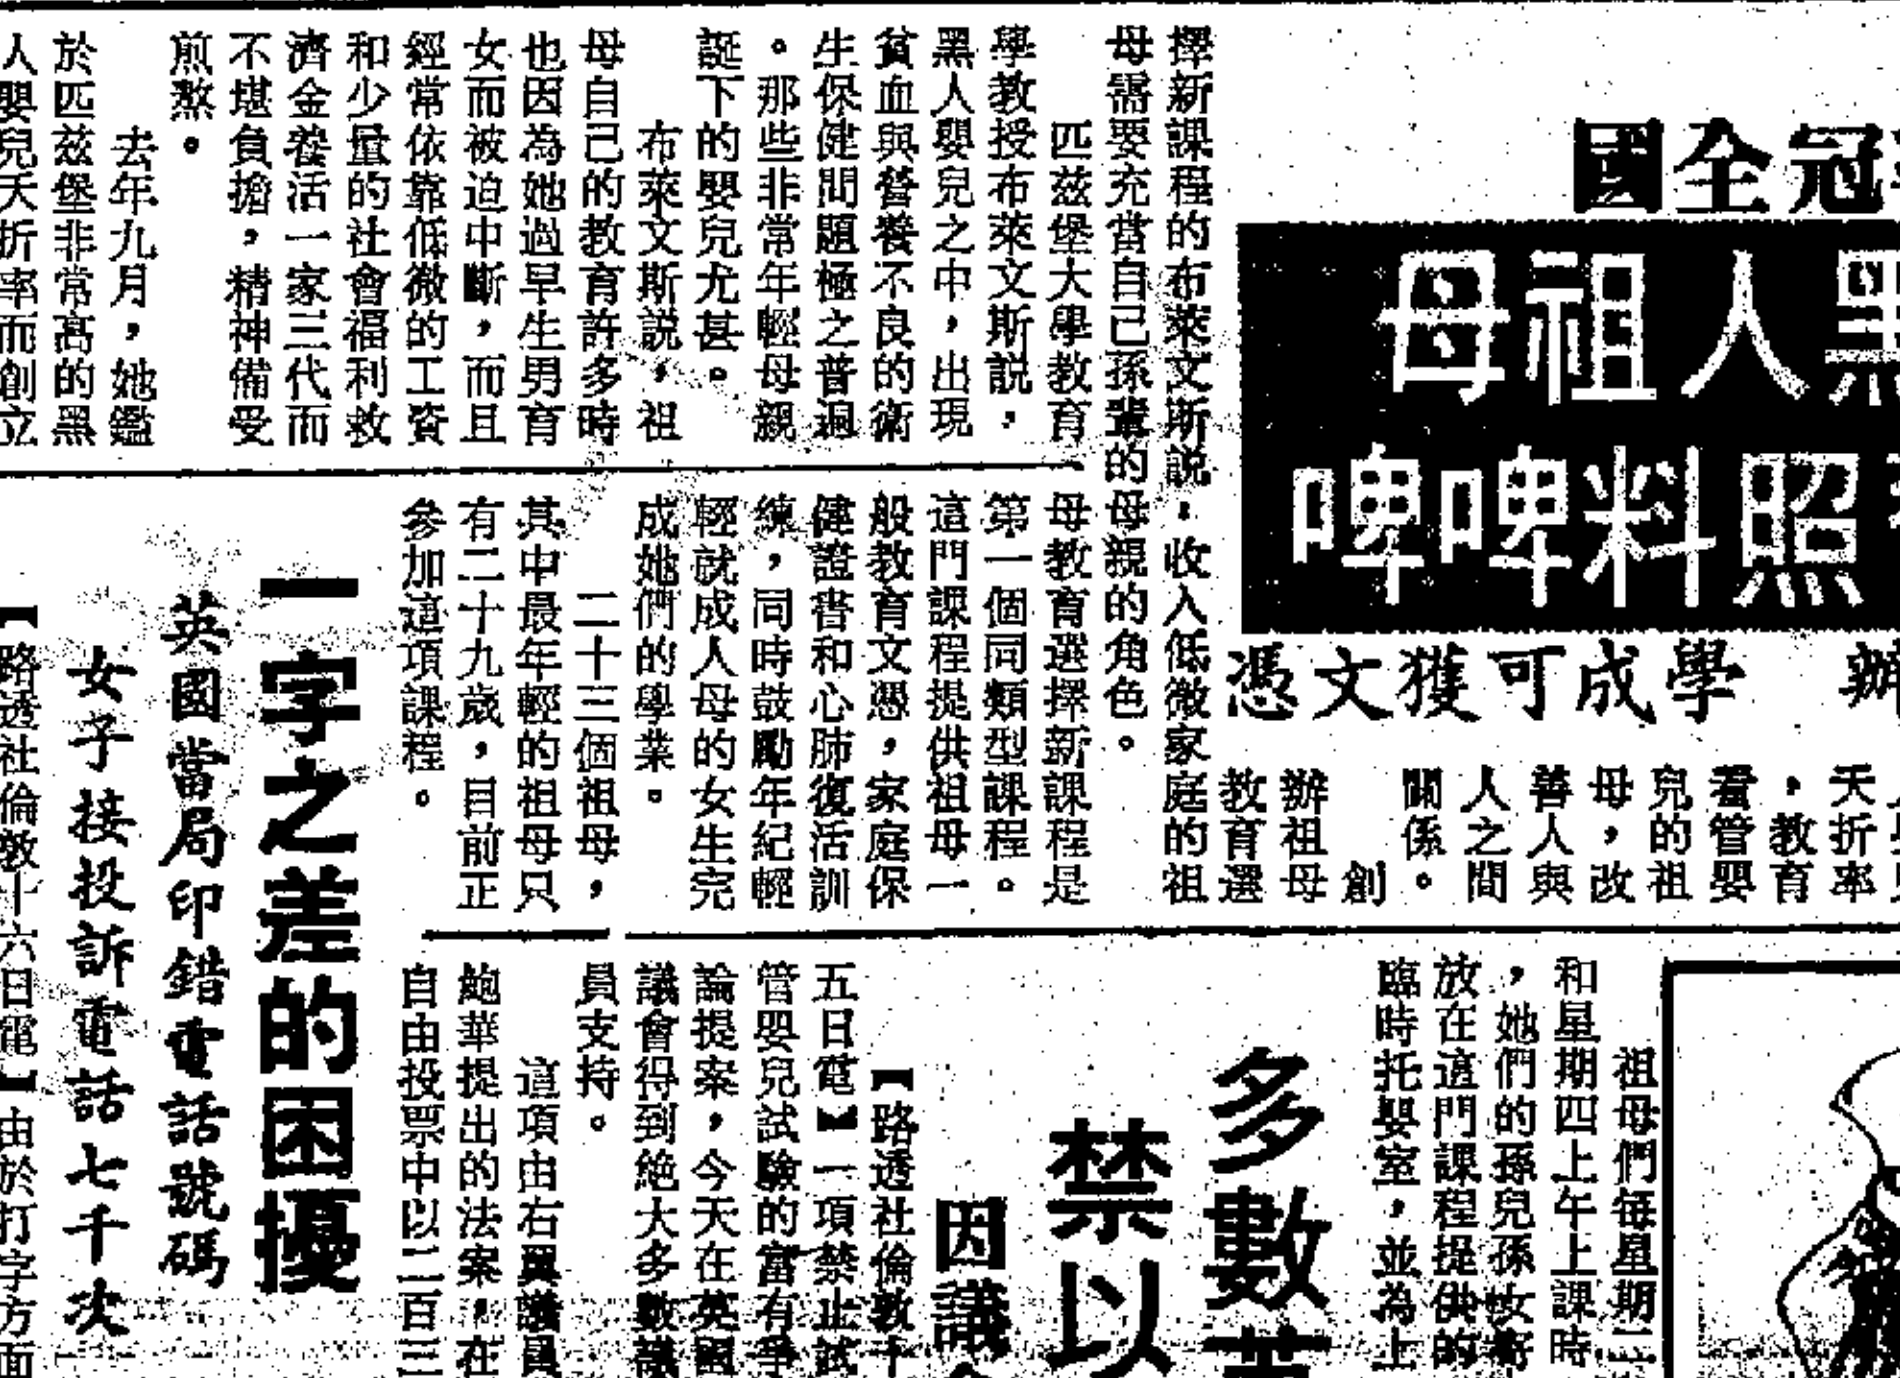 冠全國
黑人祖母
照料啤啤
辦 學成可獲文憑
夭折率
，教育
看管嬰
兒的祖
母，改
善人與
人之間
關係。
創
辦祖母
教育選
擇新課程的布萊文斯說，收入低微家庭的祖
母需要充當自己孫輩的母親的角色。
匹茲堡大學教育
學教授布萊文斯説，
黑人嬰兒之中，出現
貧血與營養不良的衛
生保健問題極之普遍
。那些非常年輕母親
誕下的嬰兒尤甚。
布萊文斯説，祖
母自己的教育許多時
也因為她過早生男育
女而被迫中斷，而且
經常依靠低微的工資
和少量的社會福利救
濟金養活一家三代而
不堪負擔，精神備受
煎熬。
去年九月，她鑑
於匹茲堡非常高的黑
人嬰兒夭折率而創立
母教育選擇新課程是
第一個同類型課程。
這門課程提供祖母一
般教育文憑，家庭保
健證書和心肺復活訓
練，同時鼓勵年紀輕
輕就成人母的女生完
成她們的學業。
二十三個祖母，
其中最年輕的祖母只
有二十九歲，目前正
參加這項課程。
祖母們每星期二
和星期四上午上課時
，她們的孫兒孫女寄
放在這門課程提供的
臨時托嬰室，並為上
多數
禁以
因議
【路透社倫敦十
五日電】一項禁止試
管嬰兒試驗的富有爭
論提案，今天在英國
議會得到絕大多數議
員支持。
這項由右翼議員
鮑華提出的法案，在
自由投票中以二百三
一字之差的困擾
英國當局印錯電話號碼
女子接投訴電話七千次
【路透社倫敦十六日電】由於打字方面